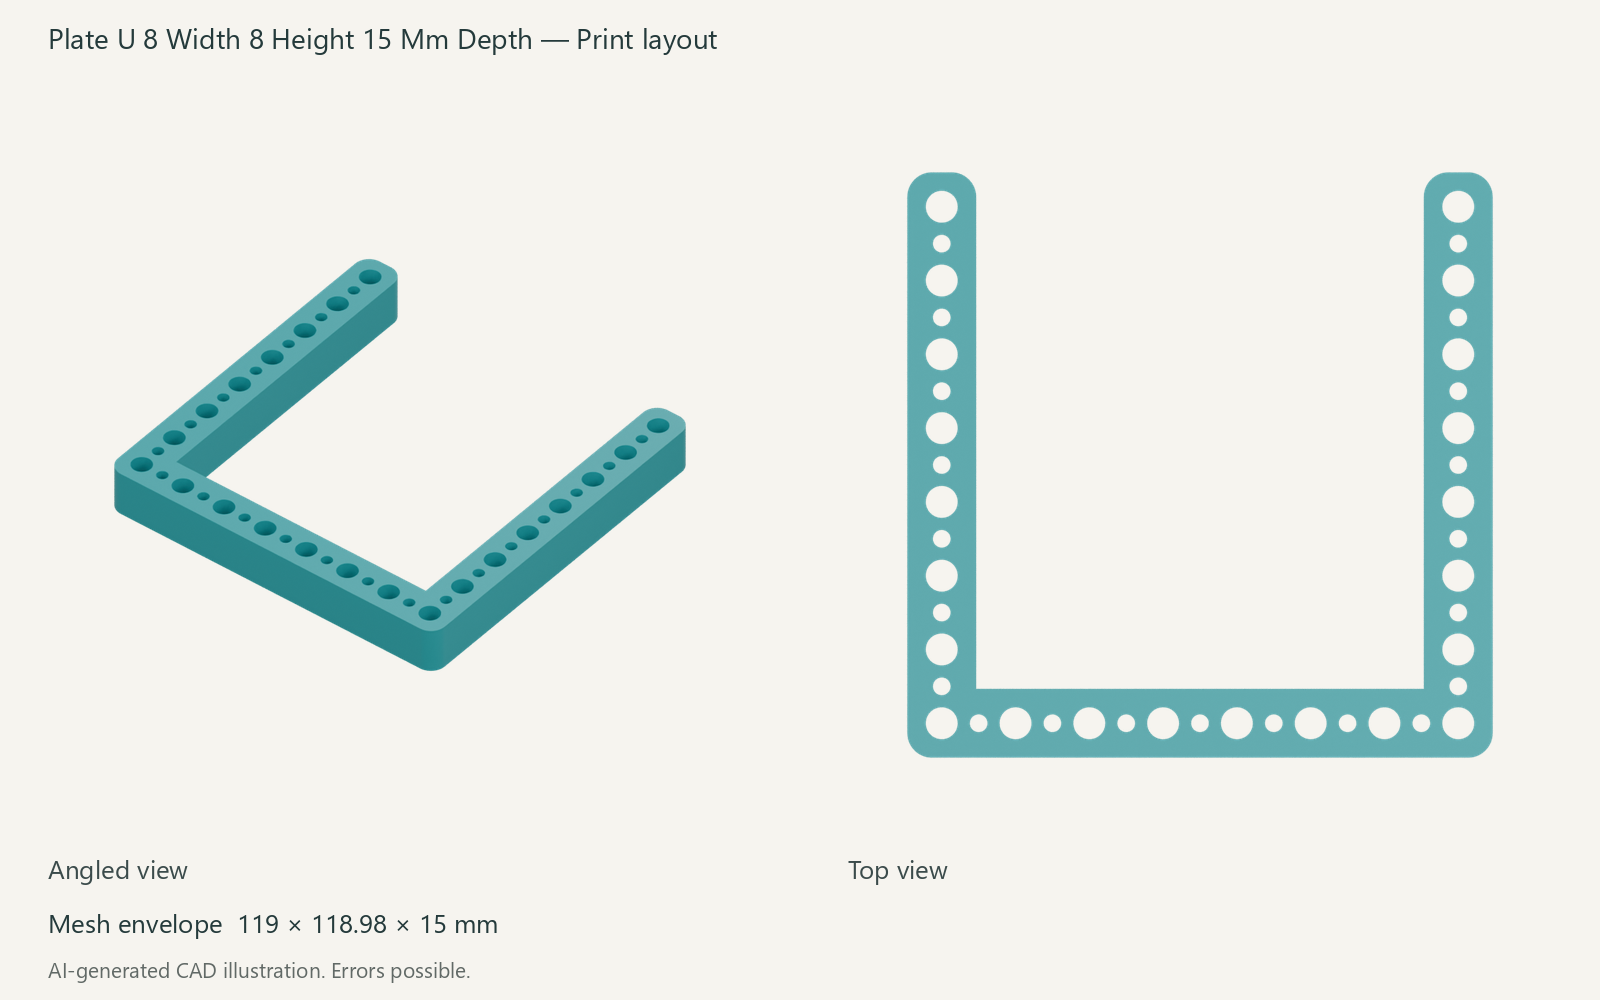 Plate U 8 Width 8 Height 15 Mm Depth — Print layout
Angled view
Top view
Mesh envelope 119 × 118.98 × 15 mm
AI-generated CAD illustration. Errors possible.